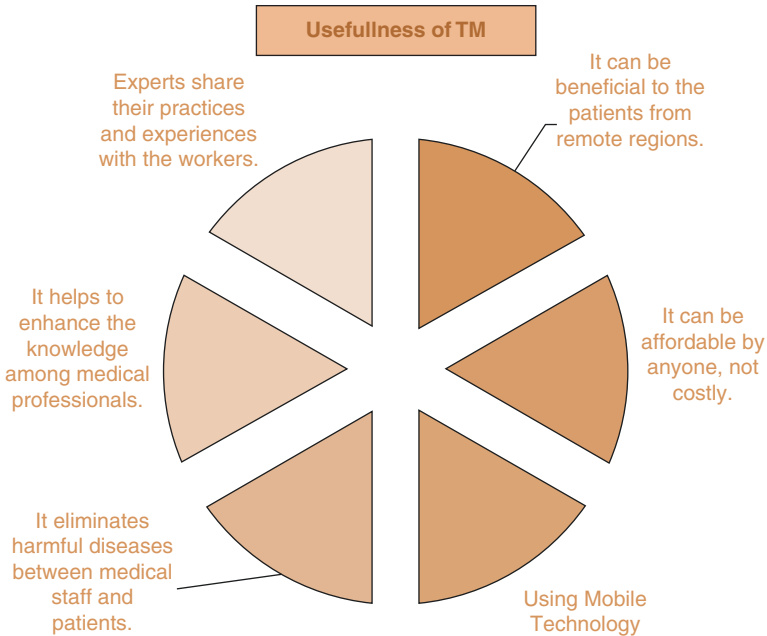 Usefullness of TM
It can be
beneficial to the
patients from
remote regions.
It can be
affordable by
anyone, not
costly.
Using Mobile
Technology
It eliminates
harmful diseases
between medical
staff and
patients.
It helps to
enhance the
knowledge
among medical
professionals.
Experts share
their practices
and experiences
with the workers.